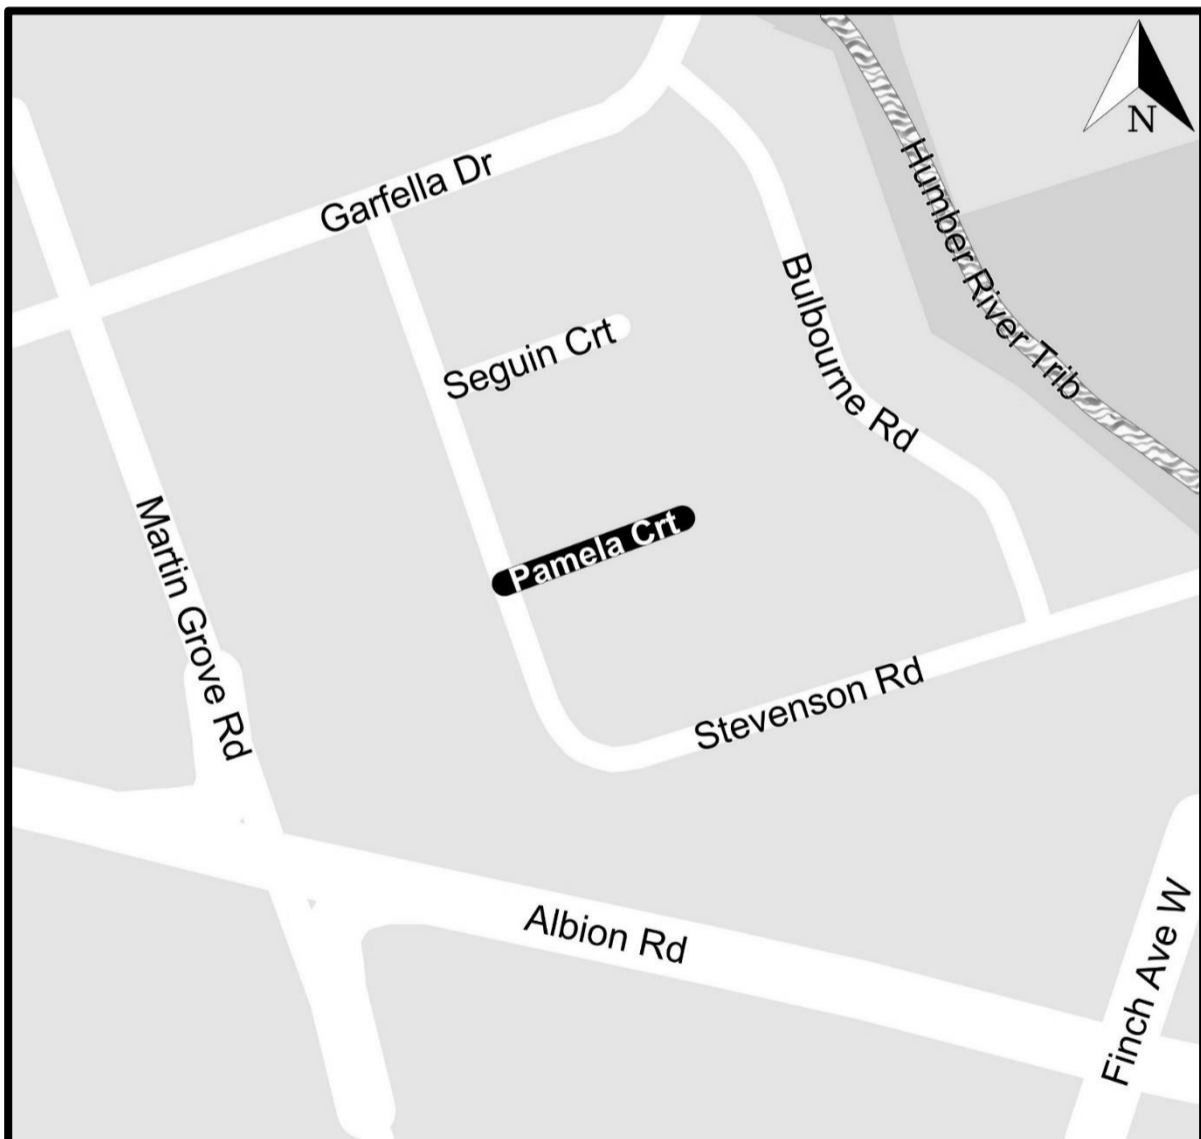 N
Humber River Trib
Garfella Dr
Bulbourne Rd
Seguin Crt
Martin Grove Rd
Pamela Crt
Stevenson Rd
Albion Rd
Finch Ave W